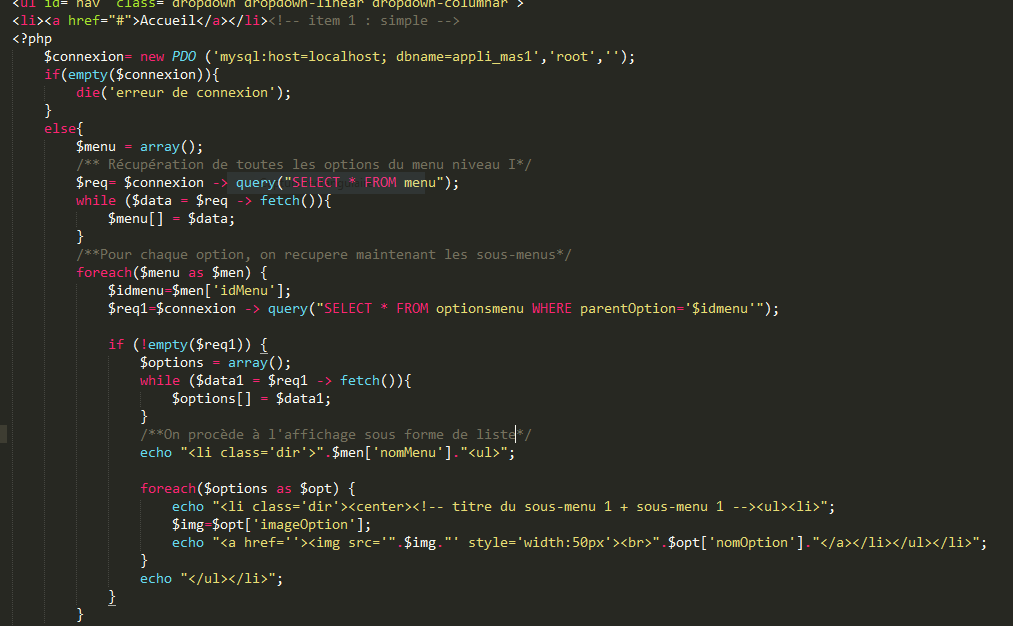 <ul id="nav" class="dropdown dropdown-linear dropdown-columnar">
<li><a href="#">Accueil</a></li><!-- item 1 : simple -->
<?php
$connexion= new PDO ('mysql:host=localhost; dbname=appli_mas1','root','');
if(empty($connexion)){
die('erreur de connexion');
}
else{
$menu = array();
/** Récupération de toutes les options du menu niveau I*/
$req= $connexion -> query("SELECT * FROM menu");
while ($data = $req -> fetch()){
$menu[] = $data;
}
/**Pour chaque option, on recupere maintenant les sous-menus*/
foreach($menu as $men) {
$idmenu=$men['idMenu'];
$req1=$connexion -> query("SELECT * FROM optionsmenu WHERE parentOption='$idmenu'");
if (!empty($req1)) {
$options = array();
while ($data1 = $req1 -> fetch()){
$options[] = $data1;
}
/**On procède à l'affichage sous forme de liste*/
echo "<li class='dir'>".$men['nomMenu']."<ul>";
foreach($options as $opt) {
echo "<li class='dir'><center><!-- titre du sous-menu 1 + sous-menu 1 --><ul><li>";
$img=$opt['imageOption'];
echo "<a href=''><img src='".$img."' style='width:50px'><br>".$opt['nomOption']."</a></li></ul></li>";
}
echo "</ul></li>";
}
}